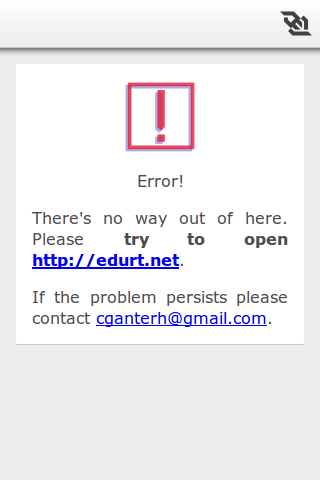 Error!
There's no way out of here.
Please try to open
http://edurt.net.
If the problem persists please
contact cganterh@gmail.com.